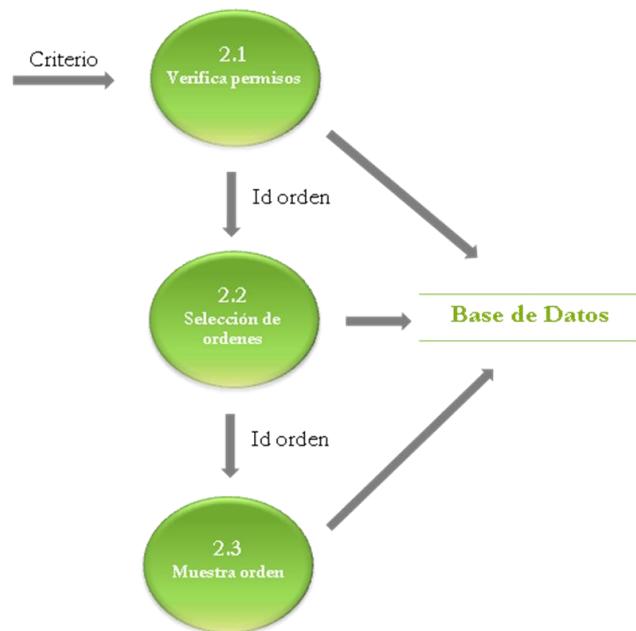 Criterio
2.1
Verifica permisos
Id orden
2.2
Selección de
ordenes
Base de Datos
Id orden
2.3
Muestra orden